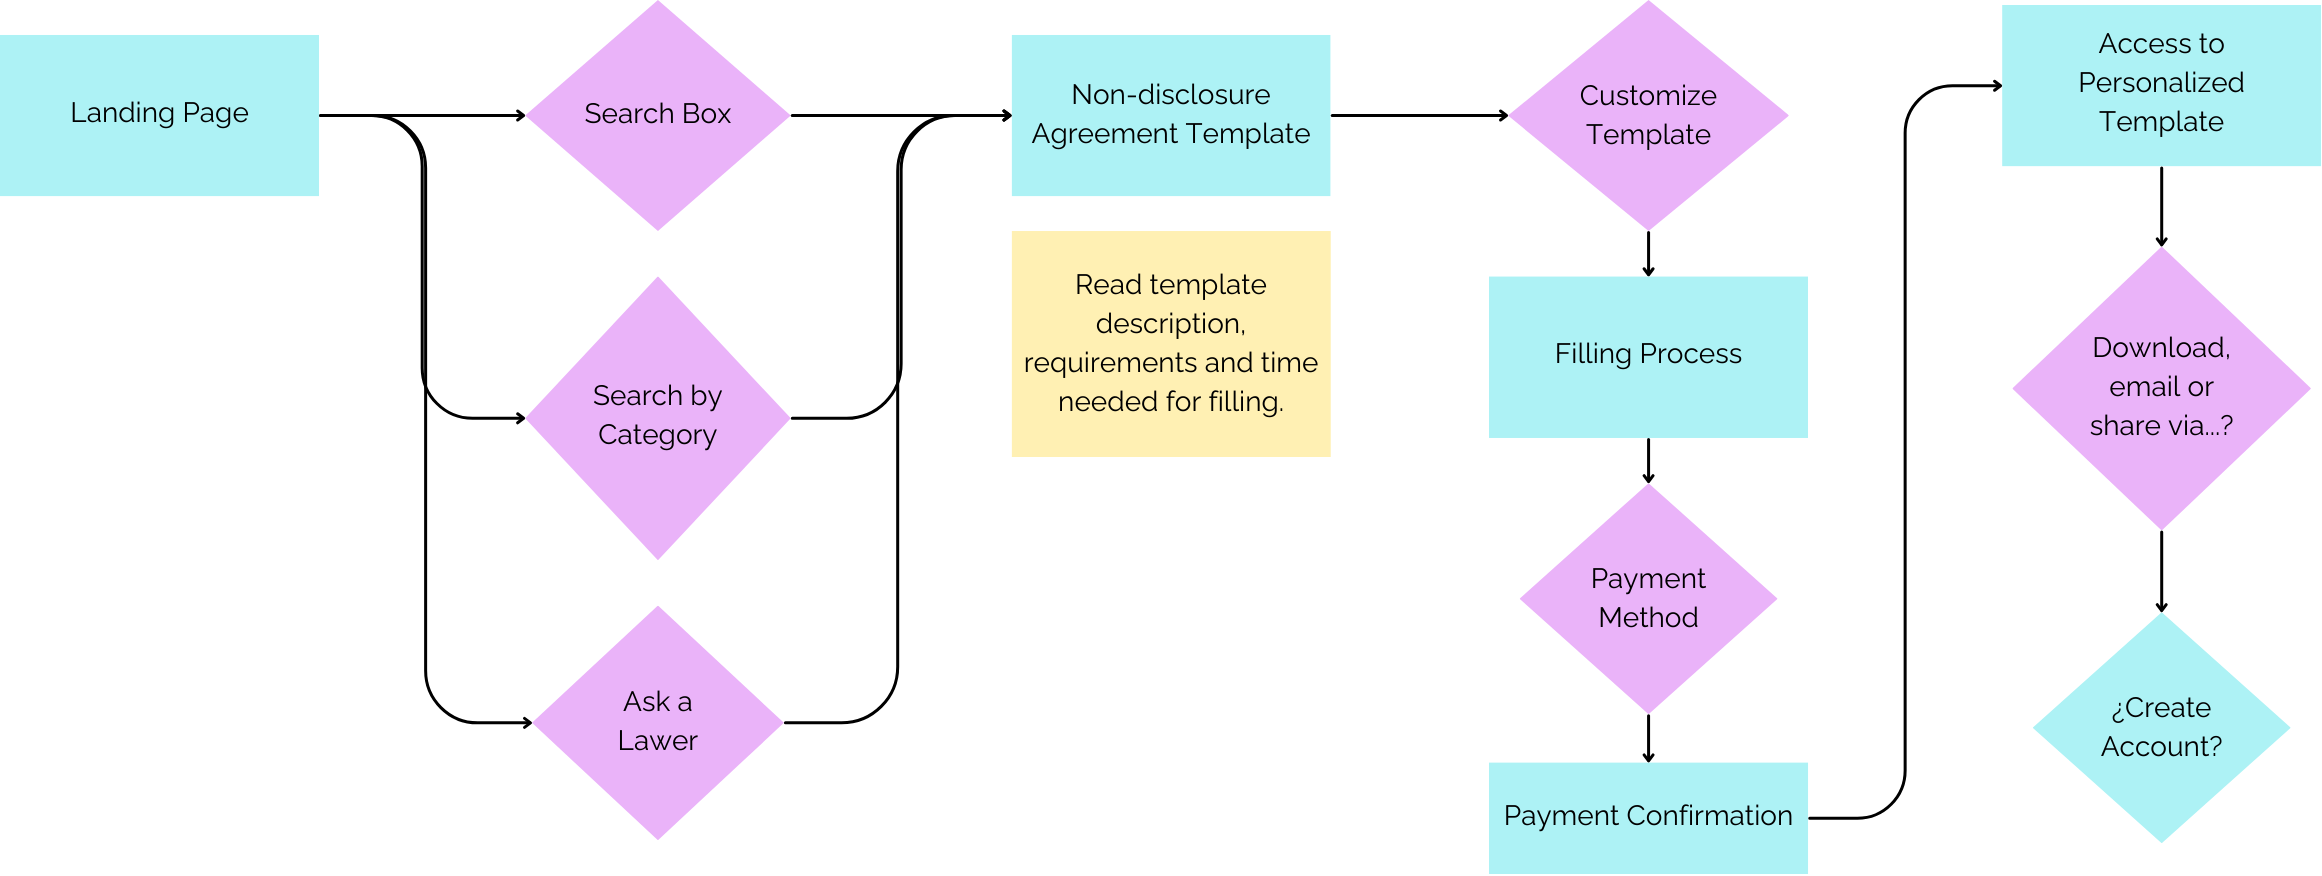 Landing Page
Search Box
Search by
Category
Ask a
Lawer
Non-disclosure
Agreement Template
Read template
description,
requirements and time
needed for filling.
Customize
Template
Filling Process
Payment
Method
Payment Confirmation
Access to
Personalized
Template
Download,
email or
share via...?
¿Create
Account?